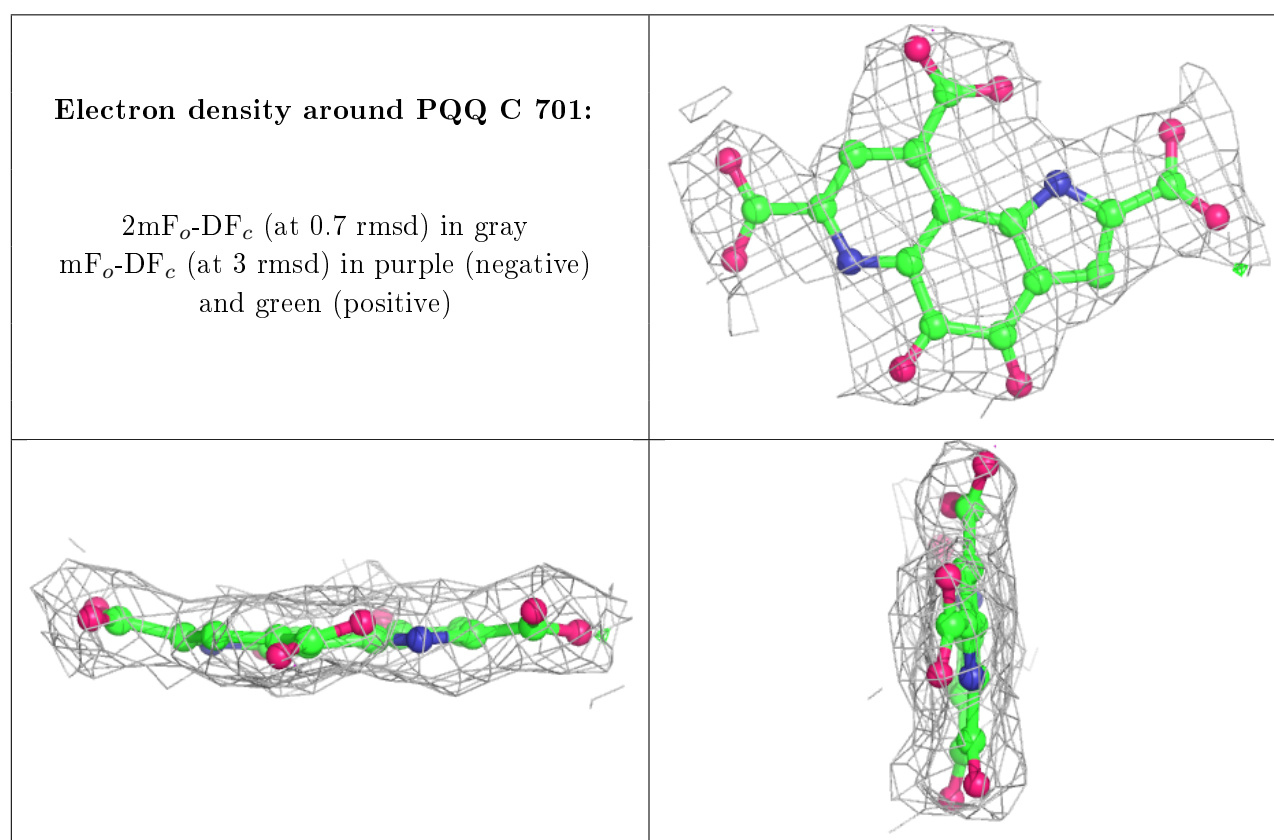 Electron density around PQQ C 701:
2mFo-DFc (at 0.7 rmsd) in gray
mFo-DFc (at 3 rmsd) in purple (negative)
and green (positive)